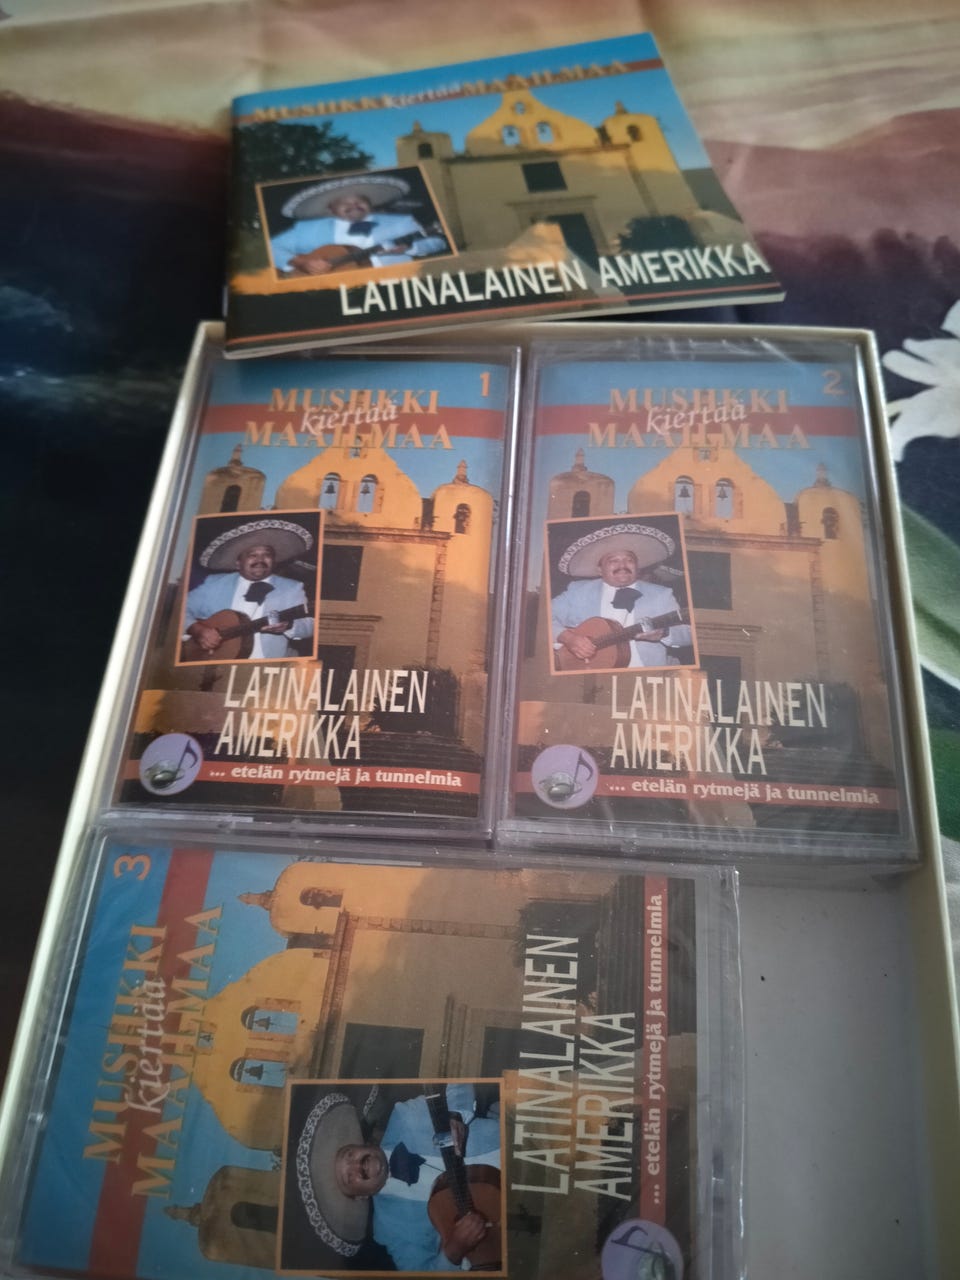 MUSIIKKI kiertää MAAILMAA
LATINALAINEN AMERIKKA
1
MUSIIKKI
kiertää
MAAILMAA
LATINALAINEN
AMERIKKA
... etelän rytmejä ja tunnelmia
2
MUSIIKKI
kiertää
MAAILMAA
LATINALAINEN
AMERIKKA
... etelän rytmejä ja tunnelmia
3
MUSIIKKI
kiertää
MAAILMAA
LATINALAINEN
AMERIKKA
... etelän rytmejä ja tunnelmia